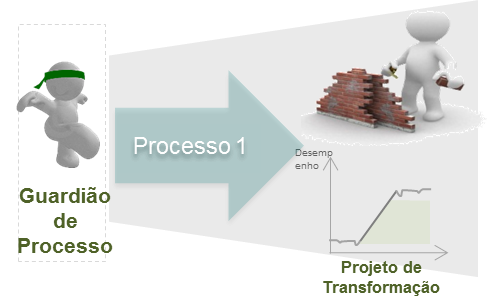 Guardião
de
Processo
Processo 1
Desemp
enho
Projeto de
Transformação